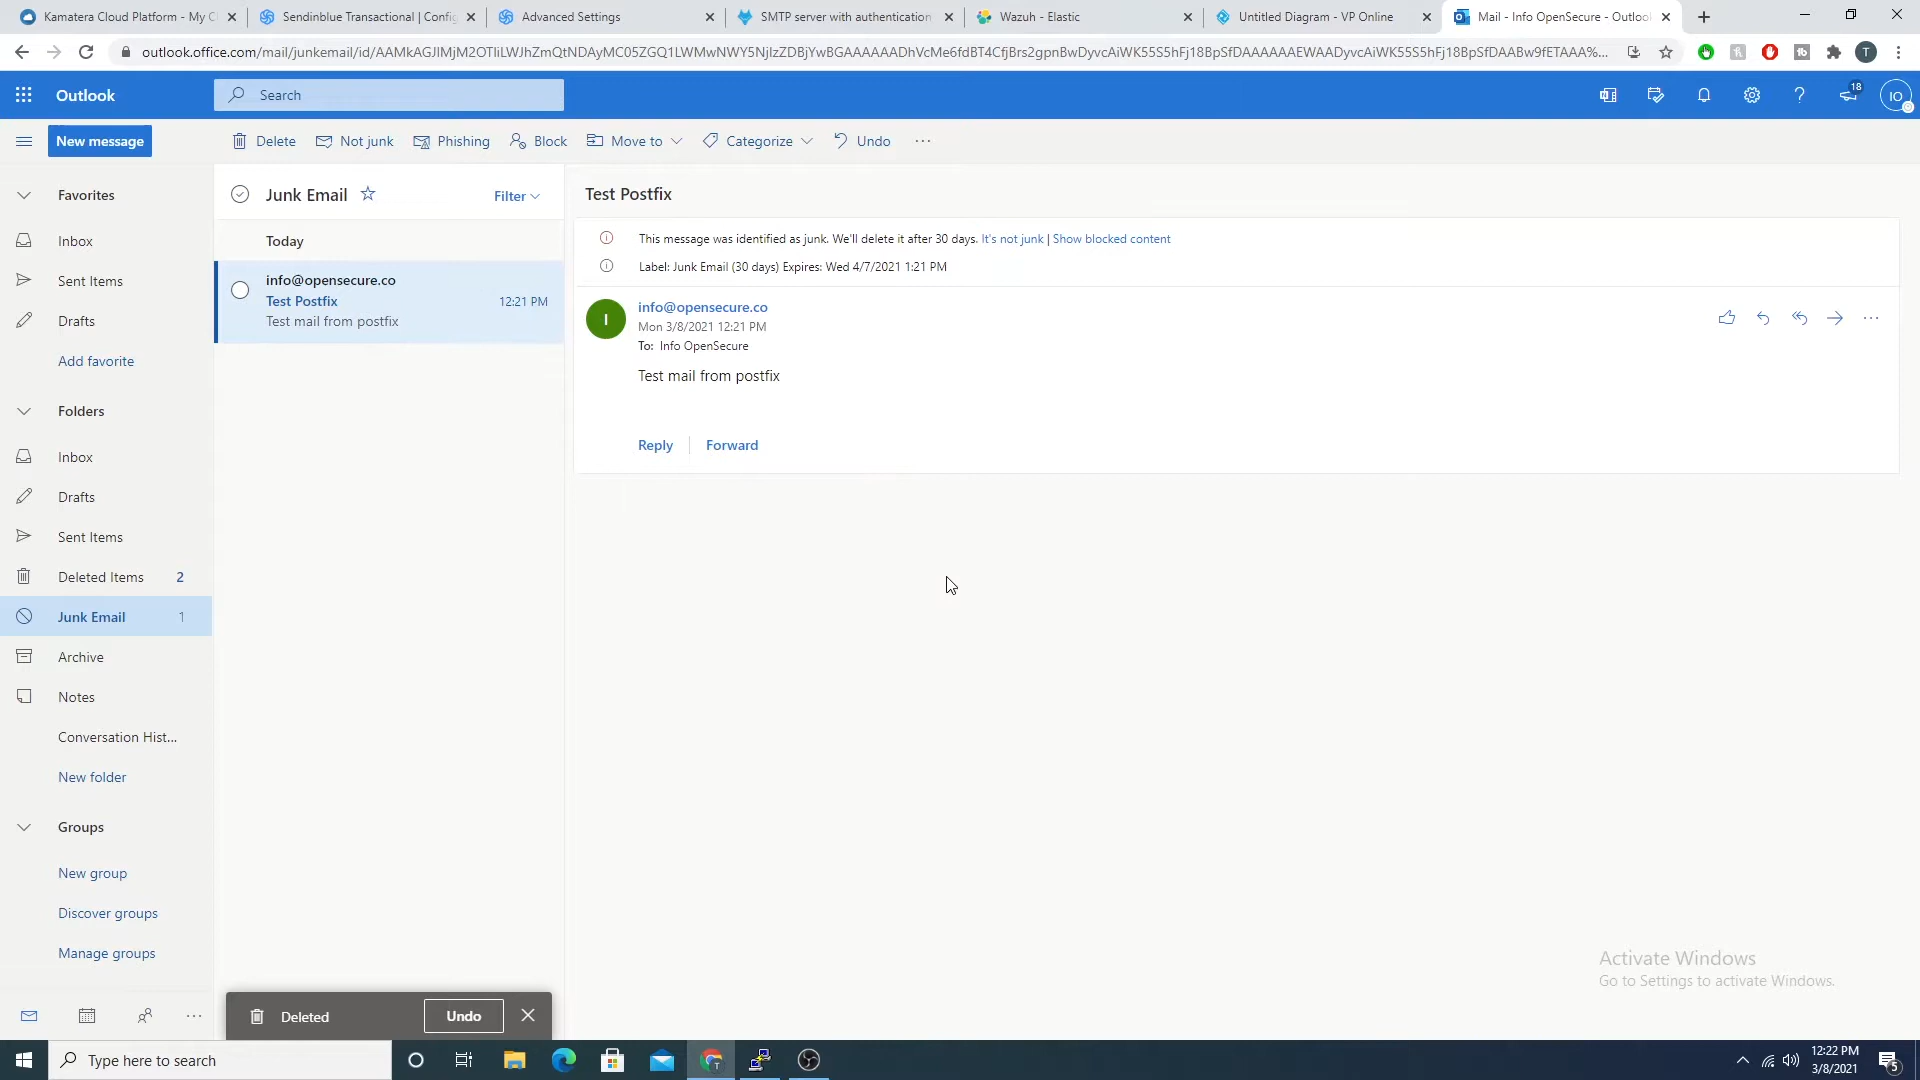 Kamatera Cloud Platform - My C
Sendinblue Transactional | Config
Advanced Settings
SMTP server with authentication
Wazuh - Elastic
Untitled Diagram - VP Online
Mail - Info OpenSecure - Outloo
outlook.office.com/mail/junkemail/id/
T
Outlook
Search
18
IO
New message
Delete
Not junk
Phishing
Block
Move to
Categorize
Undo
Favorites
Inbox
Sent Items
Drafts
Add favorite
Folders
Inbox
Drafts
Sent Items
Deleted Items 2
Junk Email 1
Archive
Notes
Conversation Hist...
New folder
Groups
New group
Discover groups
Manage groups
Junk Email
Filter
Today
info@opensecure.co
Test Postfix 12:21 PM
Test mail from postfix
Deleted
Undo
Test Postfix
This message was identified as junk. We'll delete it after 30 days. It's not junk | Show blocked content
Label: Junk Email (30 days) Expires: Wed 4/7/2021 1:21 PM
I
info@opensecure.co
Mon 3/8/2021 12:21 PM
To: Info OpenSecure
Test mail from postfix
Reply
Forward
Activate Windows
Go to Settings to activate Windows.
Type here to search
12:22 PM
3/8/2021
5